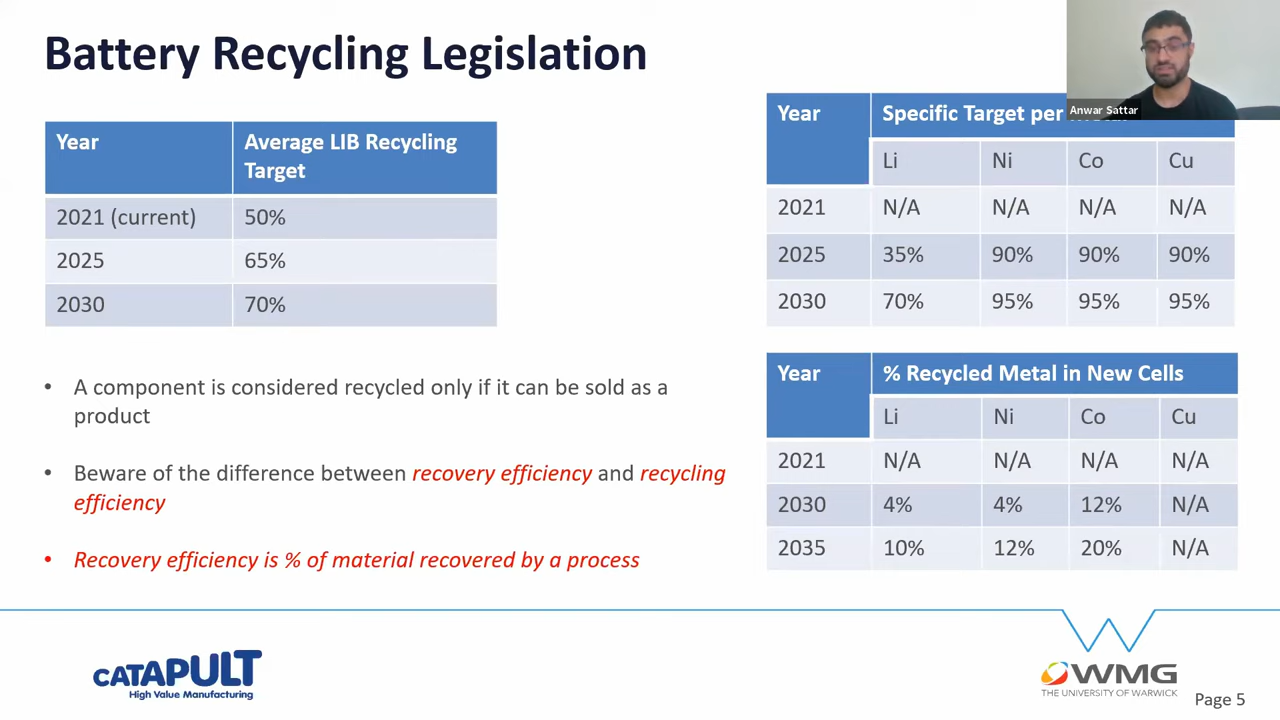 Battery Recycling Legislation
Anwar Sattar
Year
Average LIB Recycling
Target
2021 (current) 50%
2025 65%
2030 70%
Year
Specific Target per
Li Ni Co Cu
2021 N/A N/A N/A N/A
2025 35% 90% 90% 90%
2030 70% 95% 95% 95%
• A component is considered recycled only if it can be sold as a
product
• Beware of the difference between recovery efficiency and recycling
efficiency
• Recovery efficiency is % of material recovered by a process
Year % Recycled Metal in New Cells
Li Ni Co Cu
2021 N/A N/A N/A N/A
2030 4% 4% 12% N/A
2035 10% 12% 20% N/A
CATAPULT
High Value Manufacturing
WMG
THE UNIVERSITY OF WARWICK
Page 5